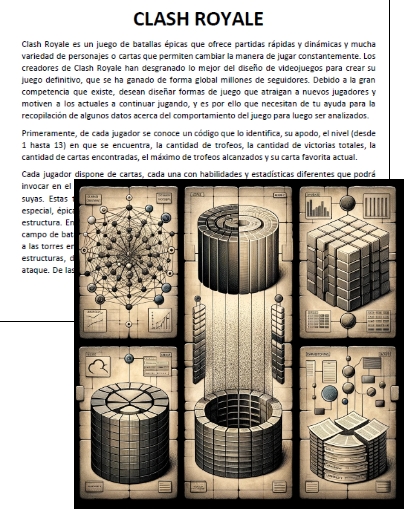 CLASH ROYALE
Clash Royale es un juego de batallas épicas que ofrece partidas rápidas y dinámicas y mucha
variedad de personajes o cartas que permiten cambiar la manera de jugar constantemente. Los
creadores de Clash Royale han desgranado lo mejor del diseño de videojuegos para crear su
juego definitivo, que se ha ganado de forma global millones de seguidores. Debido a la gran
competencia que existe, desean diseñar formas de juego que atraigan a nuevos jugadores y
motiven a los actuales a continuar jugando, y es por ello que necesitan de tu ayuda para la
recopilación de algunos datos acerca del comportamiento del juego para luego ser analizados.
Primeramente, de cada jugador se conoce un código que lo identifica, su apodo, el nivel (desde
1 hasta 13) en que se encuentra, la cantidad de trofeos, la cantidad de victorias totales, la
cantidad de cartas encontradas, el máximo de trofeos alcanzados y su carta favorita actual.
Cada jugador dispone de cartas, cada una con habilidades y estadísticas diferentes que podrá
invocar en el
suyas. Estas
especial, épica
estructura. En
campo de bat
a las torres en
estructuras, d
ataque. De las